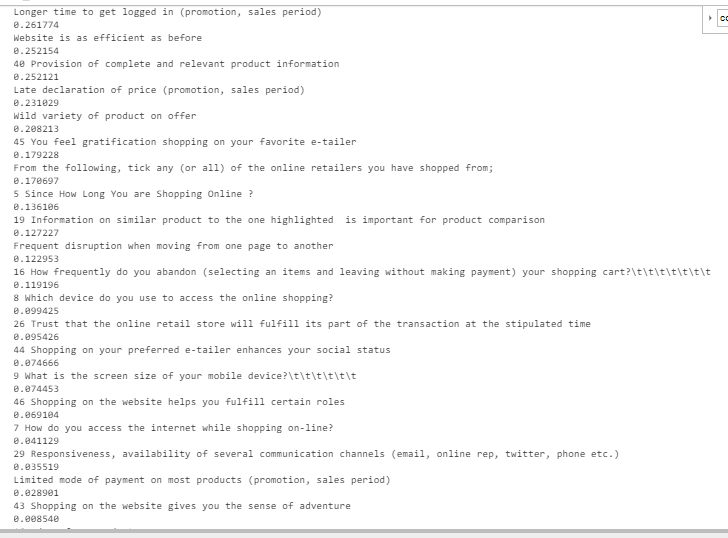 Longer time to get logged in (promotion, sales period)
0.261774
Website is as efficient as before
0.252154
40 Provision of complete and relevant product information
0.252121
Late declaration of price (promotion, sales period)
0.231029
Wild variety of product on offer
0.208213
45 You feel gratification shopping on your favorite e-tailer
0.179228
From the following, tick any (or all) of the online retailers you have shopped from;
0.170697
5 Since How Long You are Shopping Online ?
0.136106
19 Information on similar product to the one highlighted  is important for product comparison
0.127227
Frequent disruption when moving from one page to another
0.122953
16 How frequently do you abandon (selecting an items and leaving without making payment) your shopping cart?\t\t\t\t\t\t\t
0.119196
8 Which device do you use to access the online shopping?
0.099425
26 Trust that the online retail store will fulfill its part of the transaction at the stipulated time
0.095426
44 Shopping on your preferred e-tailer enhances your social status
0.074666
9 What is the screen size of your mobile device?\t\t\t\t\t\t
0.074453
46 Shopping on the website helps you fulfill certain roles
0.069104
7 How do you access the internet while shopping on-line?
0.041129
29 Responsiveness, availability of several communication channels (email, online rep, twitter, phone etc.)
0.035519
Limited mode of payment on most products (promotion, sales period)
0.028901
43 Shopping on the website gives you the sense of adventure
0.008540